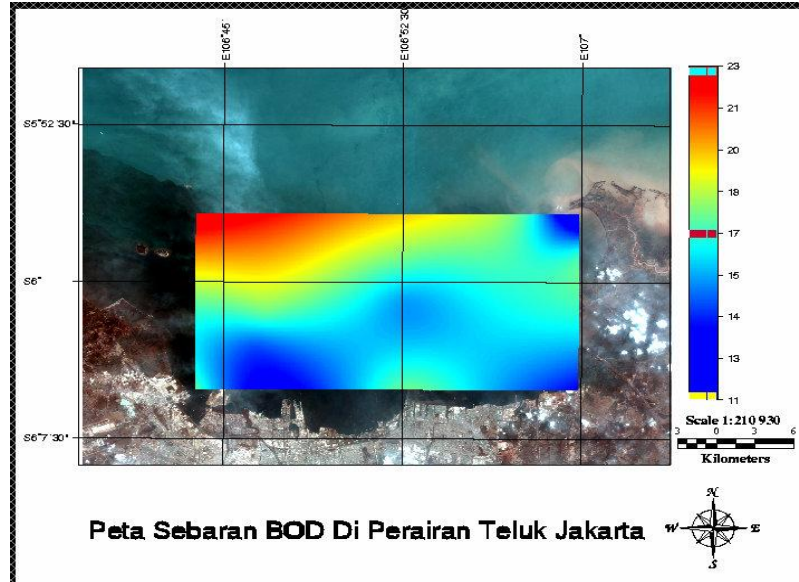 E106°45'
E106°52'30'
E107°
S5°52'30"
S6°
S6°7'30"
23
21
20
18
17
15
14
13
11
Scale 1:210 930
3 0 3 6
Kilometers
Peta Sebaran BOD Di Perairan Teluk Jakarta
N
W E
S